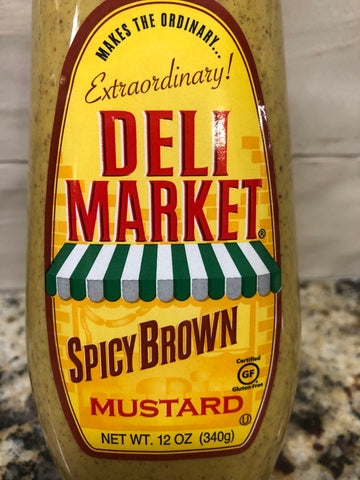 MAKES THE ORDINARY...
Extraordinary!
DELI
MARKET®
SPICY BROWN
Certified
GF
Gluten-Free
MUSTARD
U
NET WT. 12 OZ (340g)